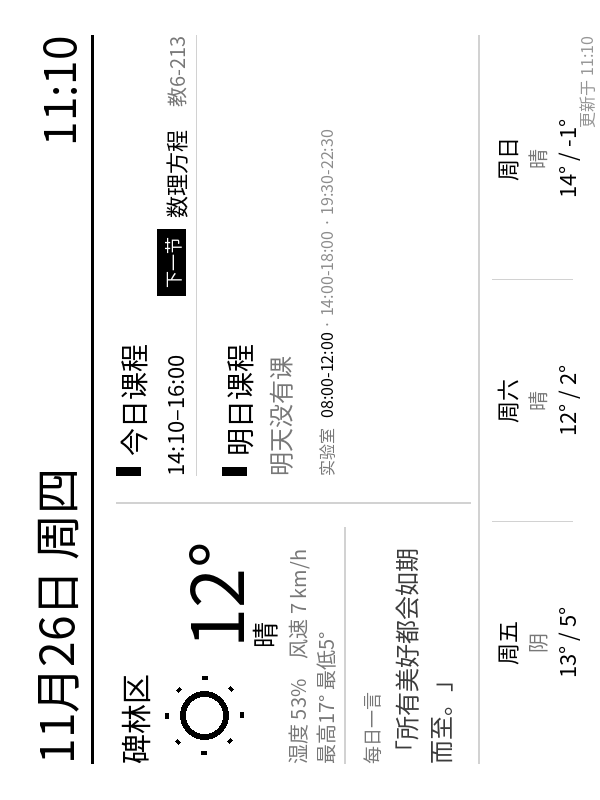 11月26日 周四
11:10
碑林区
12°
晴
湿度 53%　风速 7 km/h
最高17° 最低5°
每日一言
「所有美好都会如期
而至。」
今日课程
14:10–16:00 下一节 数理方程 教6-213
明日课程
明天没有课
实验室 08:00-12:00 · 14:00-18:00 · 19:30-22:30
周五
阴
13° / 5°
周六
晴
12° / 2°
周日
晴
14° / -1°
更新于 11:10